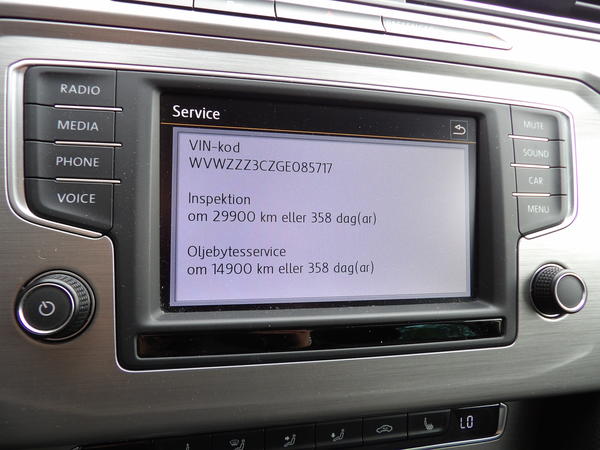 RADIO
MEDIA
PHONE
VOICE
Service
VIN-kod
WVWZZZ3CZGE085717
Inspektion
om 29900 km eller 358 dag(ar)
Oljebytesservice
om 14900 km eller 358 dag(ar)
MUTE
SOUND
CAR
MENU
LO